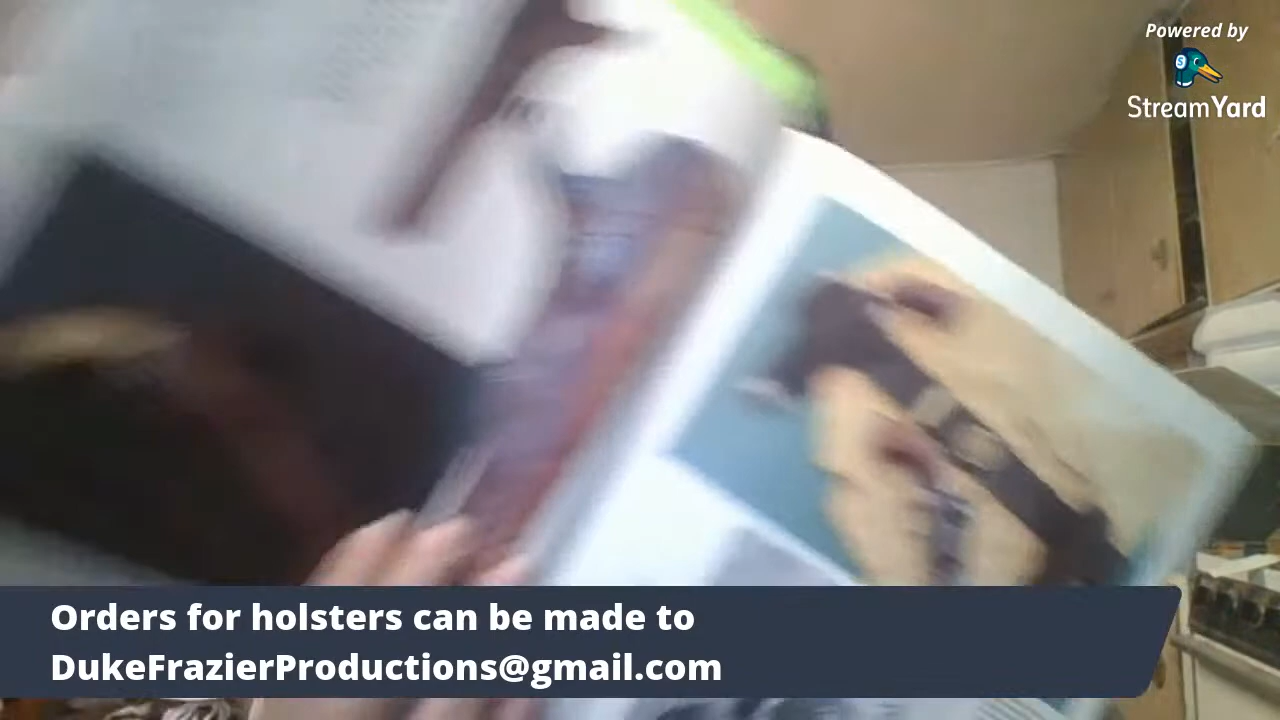 Powered by
StreamYard
Orders for holsters can be made to
DukeFrazierProductions@gmail.com